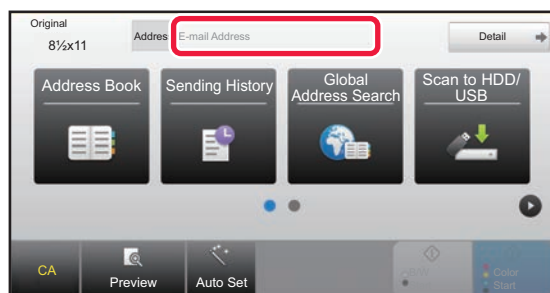 Original
8½x11
Addres
E-mail Address
Detail
Address Book
Sending History
Global
Address Search
Scan to HDD/
USB
CA
Preview
Auto Set
B/W
Start
Color
Start